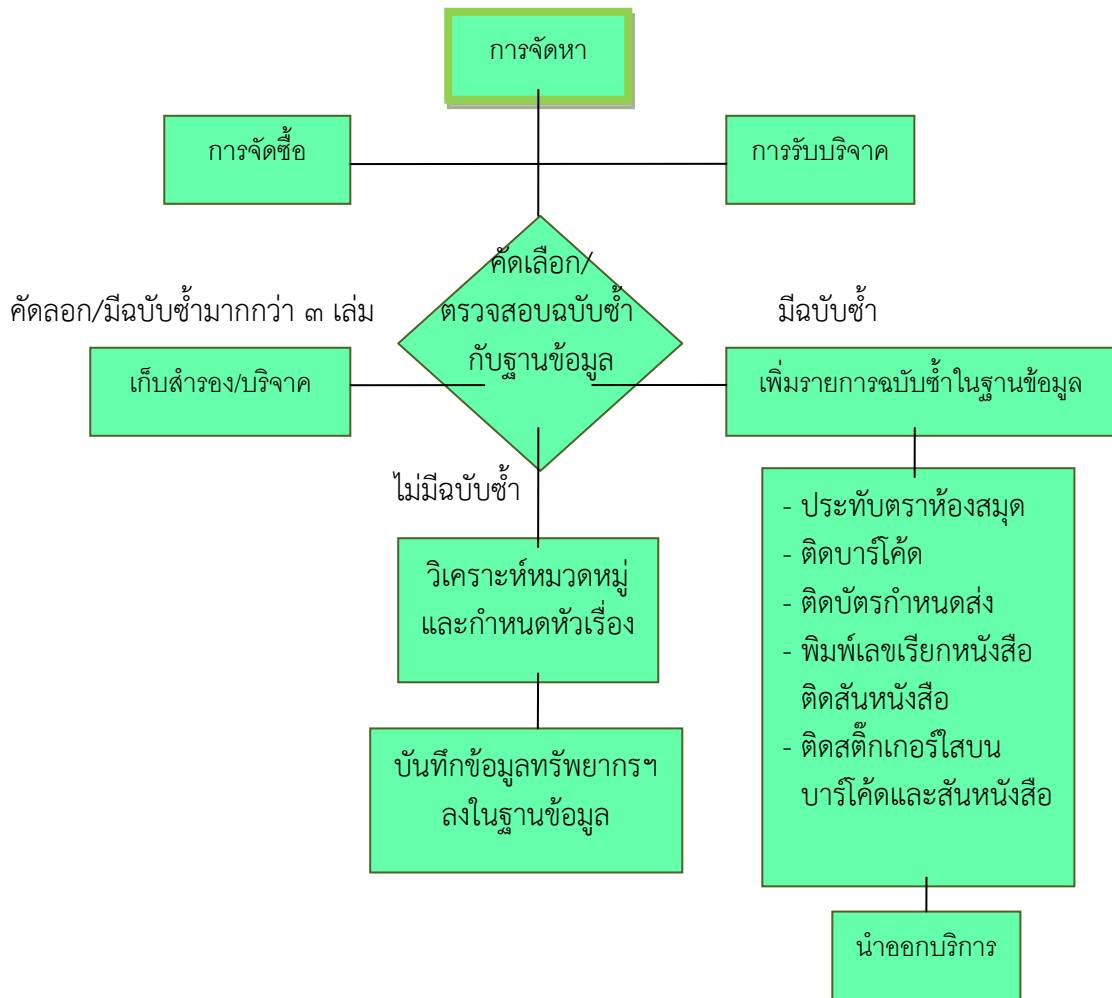 การจัดหา
การจัดซื้อ
การรับบริจาค
คัดเลือก/
ตรวจสอบฉบับซ้ำ
กับฐานข้อมูล
คัดลอก/มีฉบับซ้ำมากกว่า ๓ เล่ม
มีฉบับซ้ำ
เก็บสำรอง/บริจาค
เพิ่มรายการฉบับซ้ำในฐานข้อมูล
ไม่มีฉบับซ้ำ
วิเคราะห์หมวดหมู่
และกำหนดหัวเรื่อง
บันทึกข้อมูลทรัพยากรฯ
ลงในฐานข้อมูล
- ประทับตราห้องสมุด
- ติดบาร์โค้ด
- ติดบัตรกำหนดส่ง
- พิมพ์เลขเรียกหนังสือ
ติดสันหนังสือ
- ติดสติ๊กเกอร์ใสบน
บาร์โค้ดและสันหนังสือ
นำออกบริการ